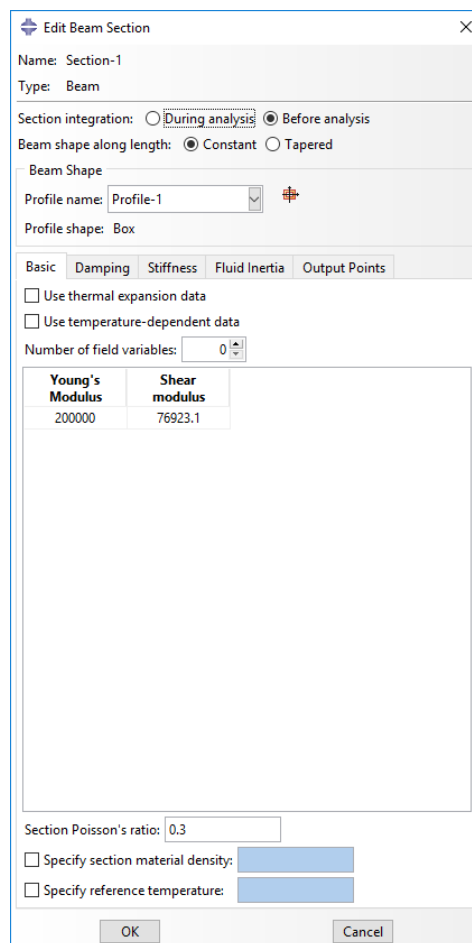 Edit Beam Section
Name: Section-1
Type: Beam
Section integration: During analysis Before analysis
Beam shape along length: Constant Tapered
Beam Shape
Profile name: Profile-1
Profile shape: Box
Basic Damping Stiffness Fluid Inertia Output Points
Use thermal expansion data
Use temperature-dependent data
Number of field variables: 0
Young's Shear
Modulus modulus
200000 76923.1
Section Poisson's ratio: 0.3
Specify section material density:
Specify reference temperature:
OK Cancel